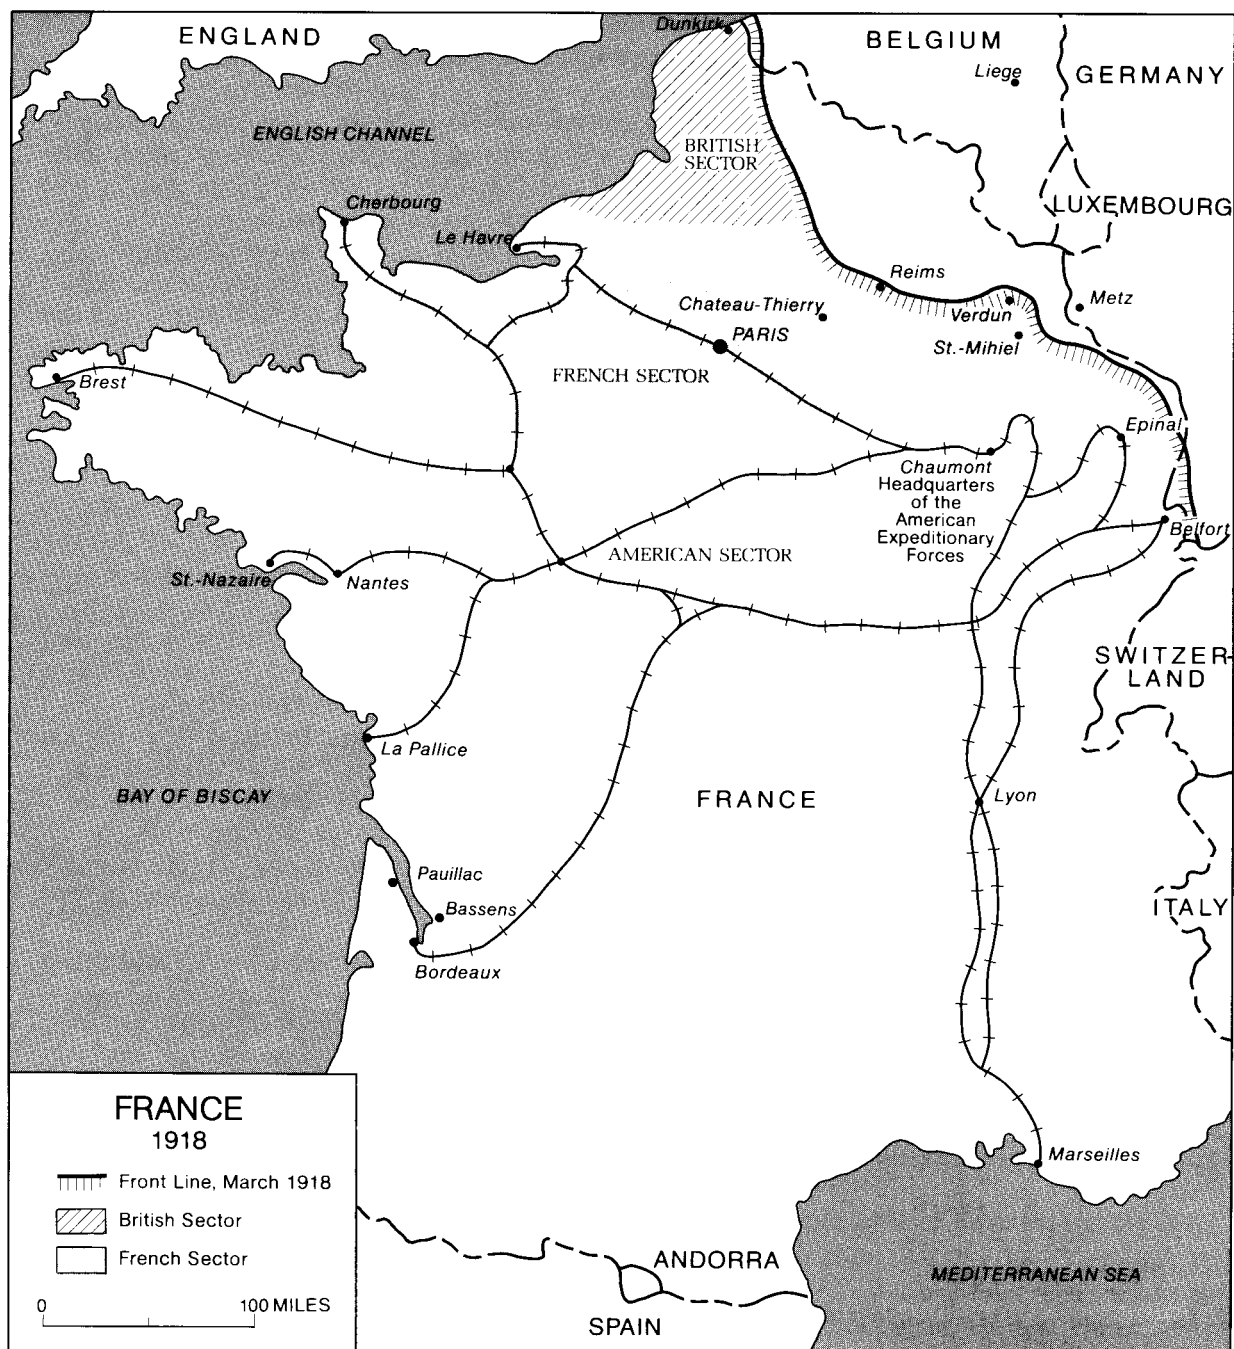 ENGLAND
Dunkirk
BELGIUM
Liege
GERMANY
ENGLISH CHANNEL
BRITISH
SECTOR
Cherbourg
LUXEMBOURG
Le Havre
Reims
Chateau-Thierry
Verdun
Metz
PARIS
St.-Mihiel
Brest
FRENCH SECTOR
Epinal
Chaumont
Headquarters
of the
American
Expeditionary
Forces
Belfort
AMERICAN SECTOR
St.-Nazaire
Nantes
SWITZER-
LAND
La Pallice
BAY OF BISCAY
FRANCE
Lyon
Pauillac
Bassens
ITALY
Bordeaux
FRANCE
1918
Front Line, March 1918
British Sector
French Sector
0 100 MILES
Marseilles
ANDORRA
MEDITERRANEAN SEA
SPAIN